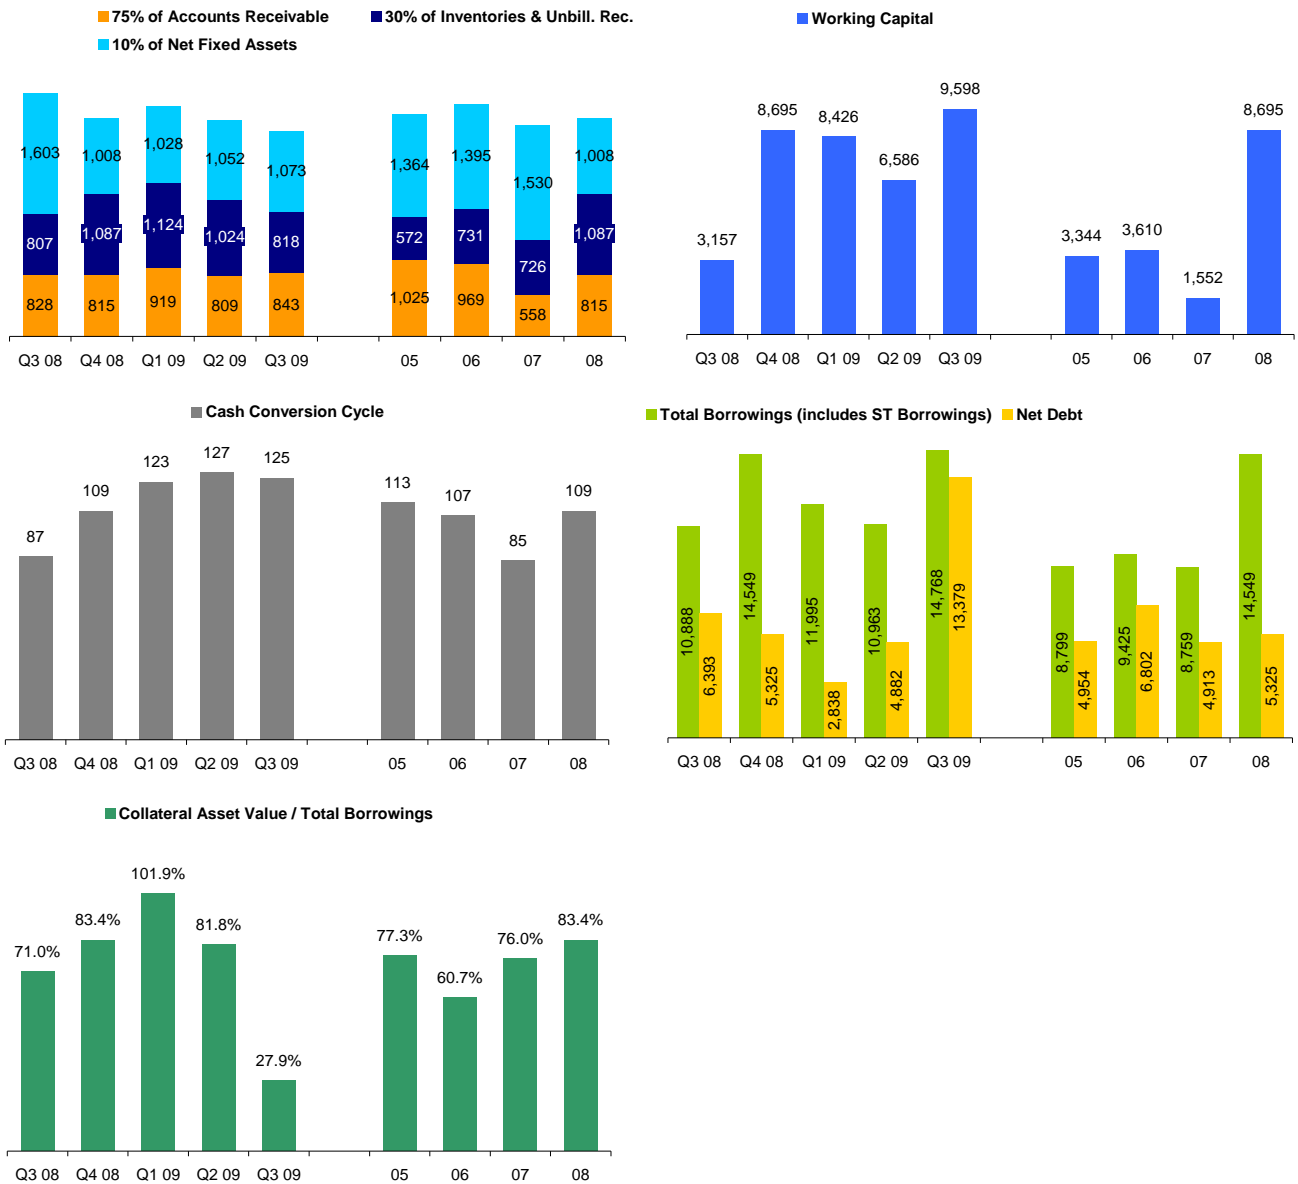 75% of Accounts Receivable 30% of Inventories & Unbill. Rec.
10% of Net Fixed Assets
1,603 1,008 1,028 1,052 1,073 1,364 1,395 1,530 1,008
807 1,087 1,124 1,024 818 572 731 726 1,087
828 815 919 809 843 1,025 969 558 815
Q3 08 Q4 08 Q1 09 Q2 09 Q3 09 05 06 07 08
Working Capital
3,157 8,695 8,426 6,586 9,598 3,344 3,610 1,552 8,695
Q3 08 Q4 08 Q1 09 Q2 09 Q3 09 05 06 07 08
Cash Conversion Cycle
87 109 123 127 125 113 107 85 109
Q3 08 Q4 08 Q1 09 Q2 09 Q3 09 05 06 07 08
Total Borrowings (includes ST Borrowings) Net Debt
10,888 14,549 11,995 10,963 14,768 8,799 9,425 8,759 14,549
6,393 5,325 2,838 4,882 13,379 4,954 6,802 4,913 5,325
Q3 08 Q4 08 Q1 09 Q2 09 Q3 09 05 06 07 08
Collateral Asset Value / Total Borrowings
71.0% 83.4% 101.9% 81.8% 27.9% 77.3% 60.7% 76.0% 83.4%
Q3 08 Q4 08 Q1 09 Q2 09 Q3 09 05 06 07 08